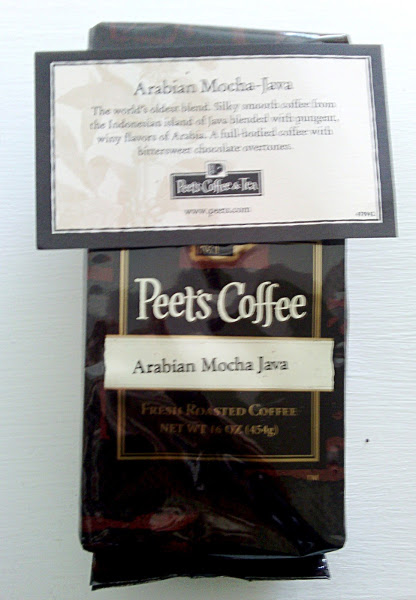 Arabian Mocha-Java
The world's oldest blend. Silky smooth coffee from
the Indonesian island of Java blended with pungent,
winy flavors of Arabia. A full-bodied coffee with
bittersweet chocolate overtones.
Peet's Coffee & Tea
www.peets.com
Peet's Coffee
Arabian Mocha Java
FRESH ROASTED COFFEE
NET WT 16 OZ (454g)